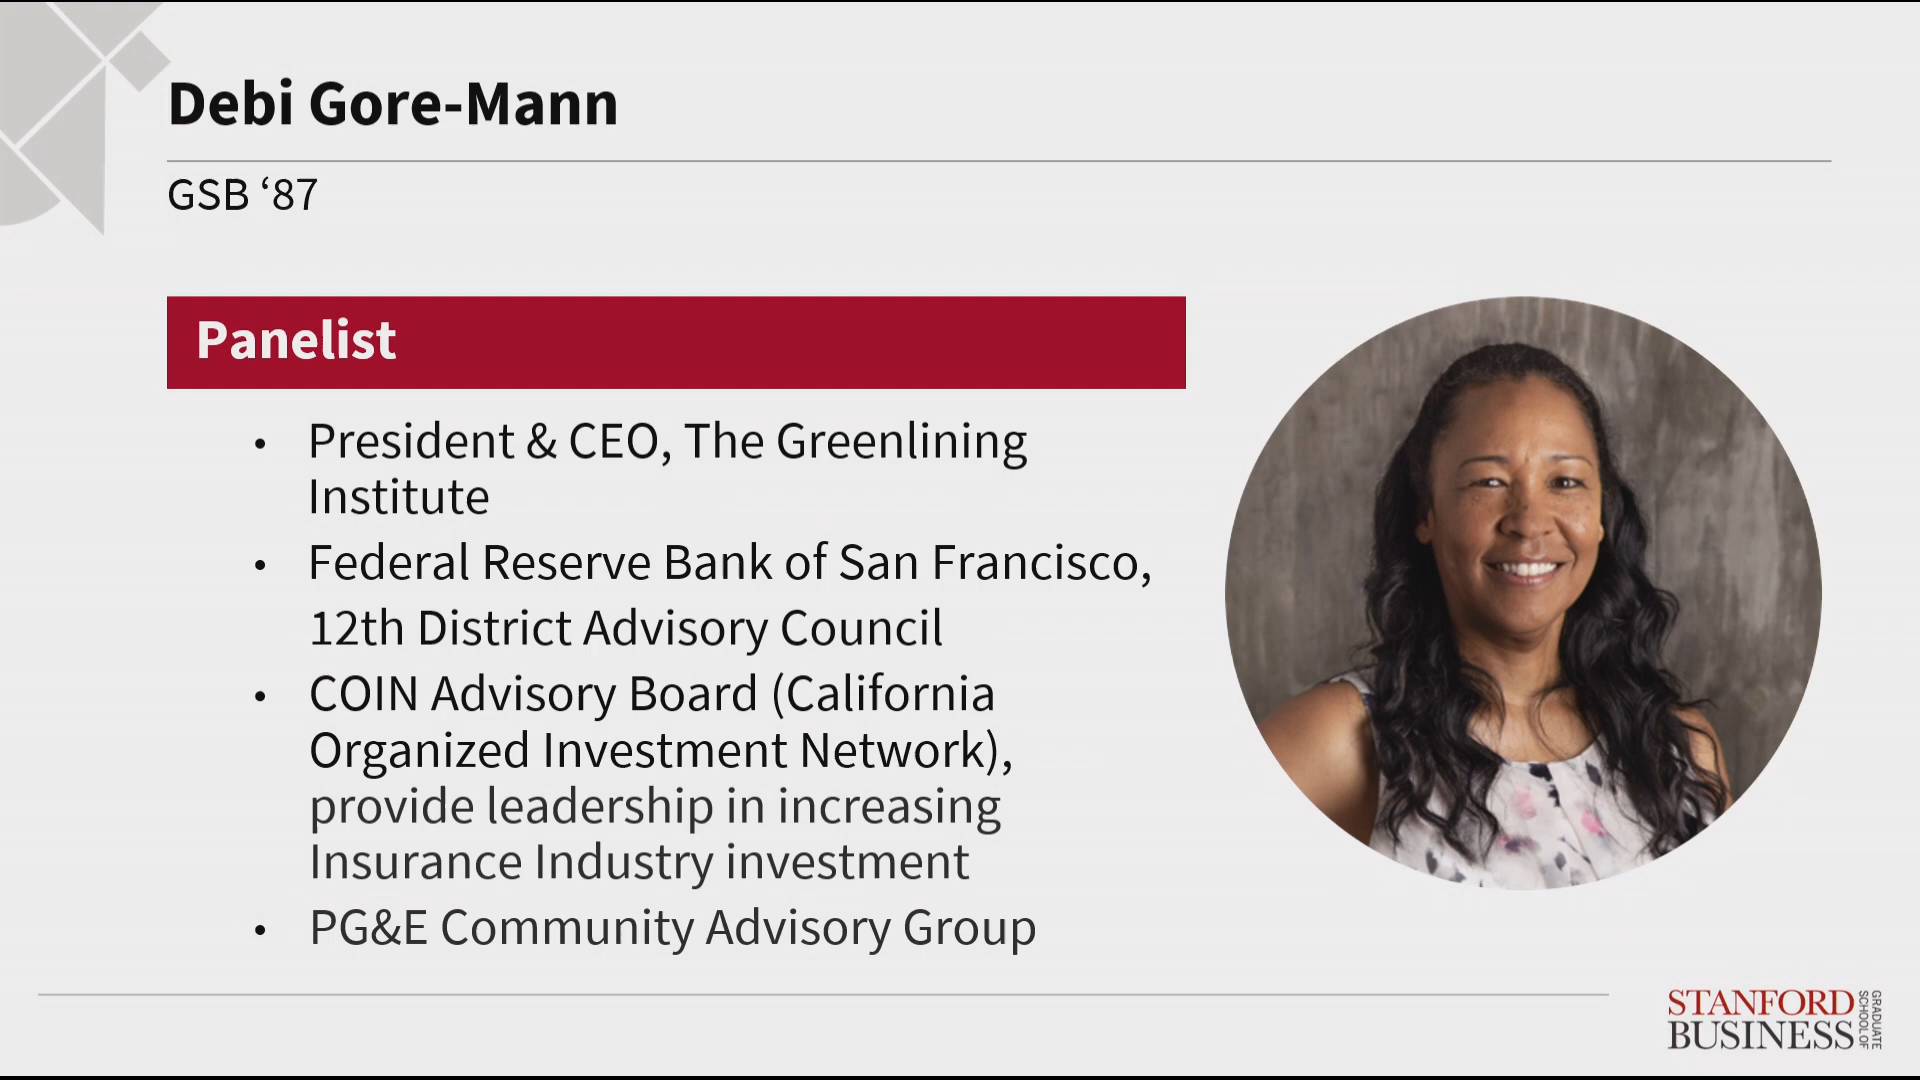 Debi Gore-Mann
GSB ‘87
Panelist
• President & CEO, The Greenlining
Institute
• Federal Reserve Bank of San Francisco,
12th District Advisory Council
• COIN Advisory Board (California
Organized Investment Network),
provide leadership in increasing
Insurance Industry investment
• PG&E Community Advisory Group
STANFORD
BUSINESS
GRADUATE
SCHOOL OF